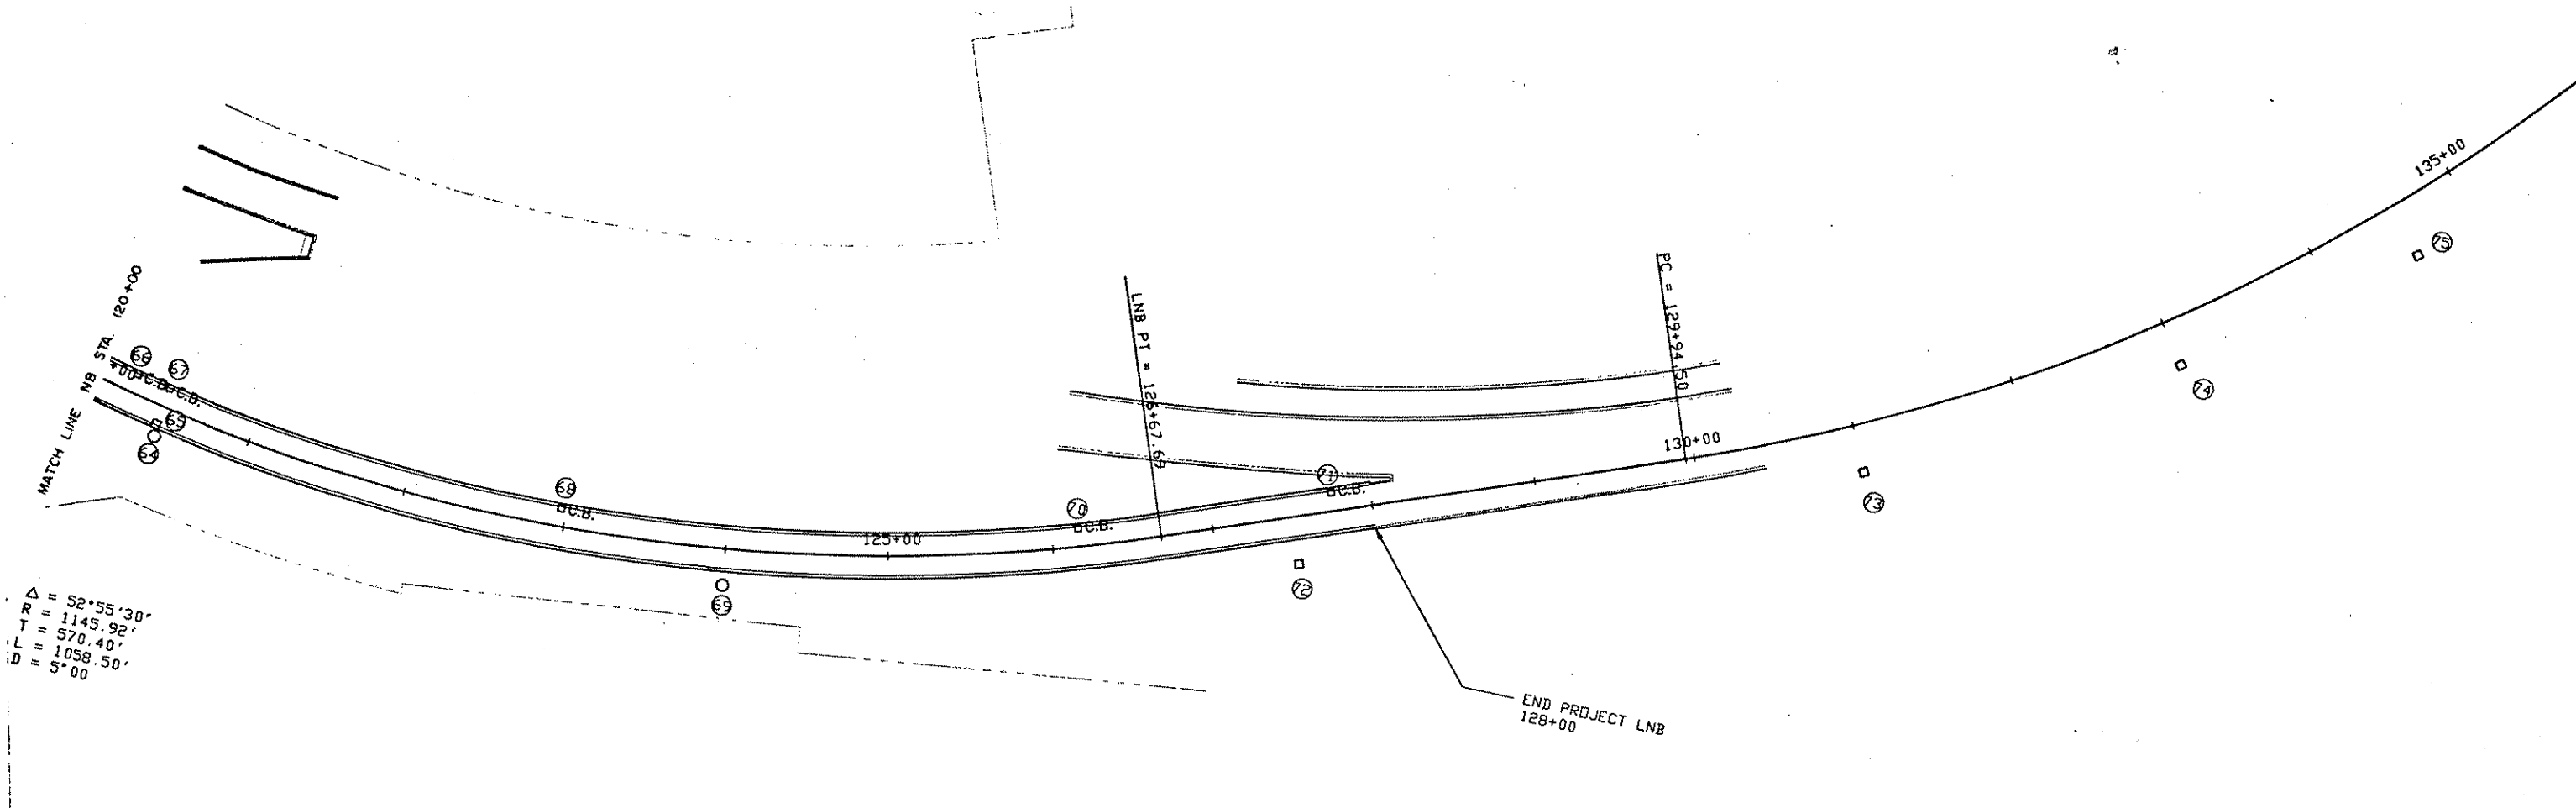 MATCH LINE NB STA. 120+00
+00
66
C.B.
67
C.B.
65
64
68
C.B.
69
125+00
70
C.B.
LNB PT = 126+67.69
71
C.B.
72
PC = 129+94.50
130+00
73
74
75
135+00
END PROJECT LNB
128+00
Δ = 52°55'30"
R = 1145.92'
T = 570.40'
L = 1058.50'
D = 5°00